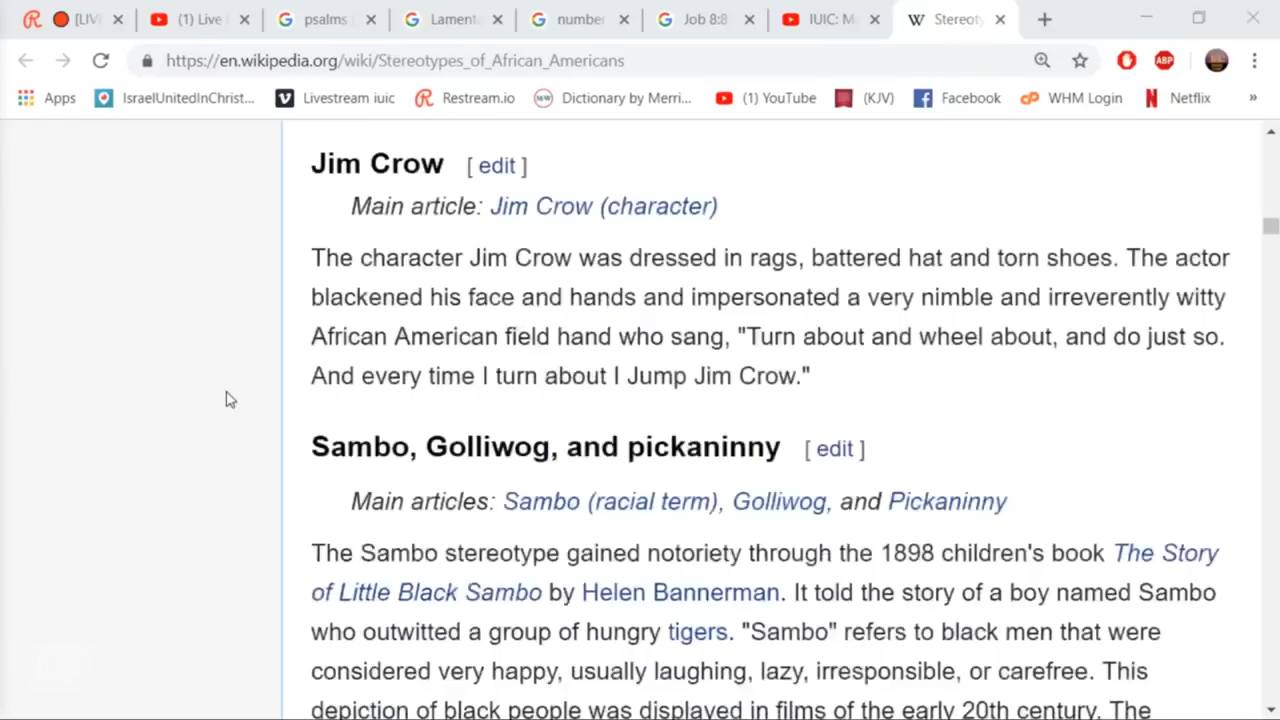 [LIV
(1) Live
psalms
Lament
number
Job 8:8
IUIC: M
Stereoty
https://en.wikipedia.org/wiki/Stereotypes_of_African_Americans
ABP
Apps
IsraelUnitedInChrist...
Livestream iuic
Restream.io
Dictionary by Merri...
(1) YouTube
(KJV)
Facebook
WHM Login
Netflix
»
Jim Crow [ edit ]
Main article: Jim Crow (character)
The character Jim Crow was dressed in rags, battered hat and torn shoes. The actor
blackened his face and hands and impersonated a very nimble and irreverently witty
African American field hand who sang, "Turn about and wheel about, and do just so.
And every time I turn about I Jump Jim Crow."
Sambo, Golliwog, and pickaninny [ edit ]
Main articles: Sambo (racial term), Golliwog, and Pickaninny
The Sambo stereotype gained notoriety through the 1898 children's book The Story
of Little Black Sambo by Helen Bannerman. It told the story of a boy named Sambo
who outwitted a group of hungry tigers. "Sambo" refers to black men that were
considered very happy, usually laughing, lazy, irresponsible, or carefree. This
depiction of black people was displayed in films of the early 20th century. The